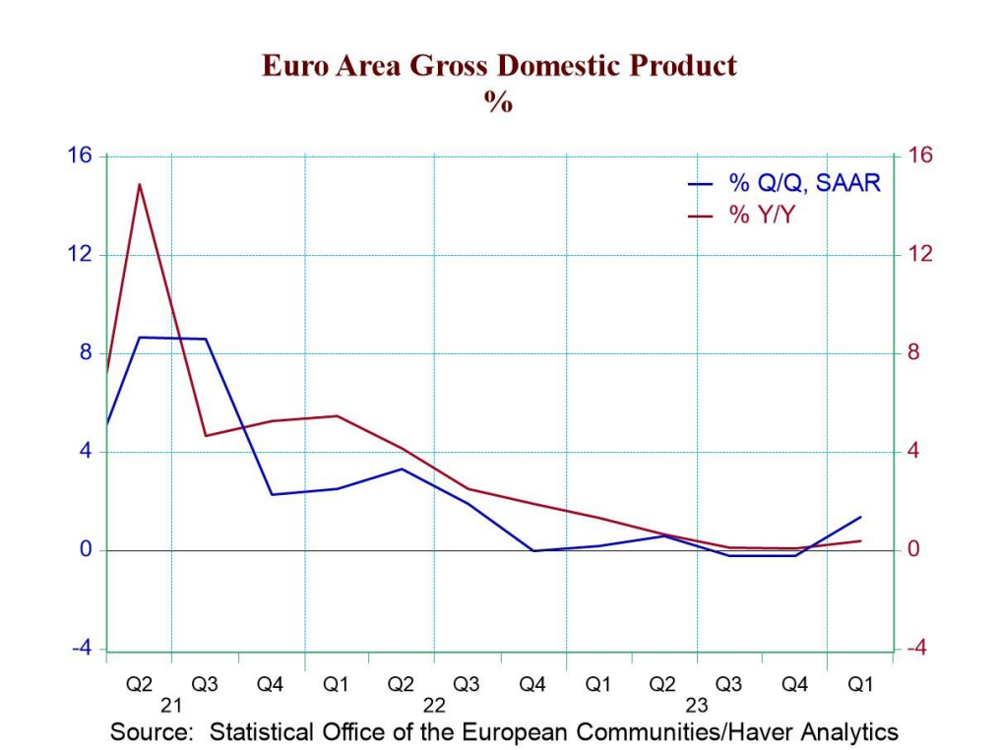 Euro Area Gross Domestic Product
%
16 16
% Q/Q, SAAR
% Y/Y
12 12
8 8
4 4
0 0
-4 -4
Q2 Q3 Q4 Q1 Q2 Q3 Q4 Q1 Q2 Q3 Q4 Q1
21 22 23
Source: Statistical Office of the European Communities/Haver Analytics